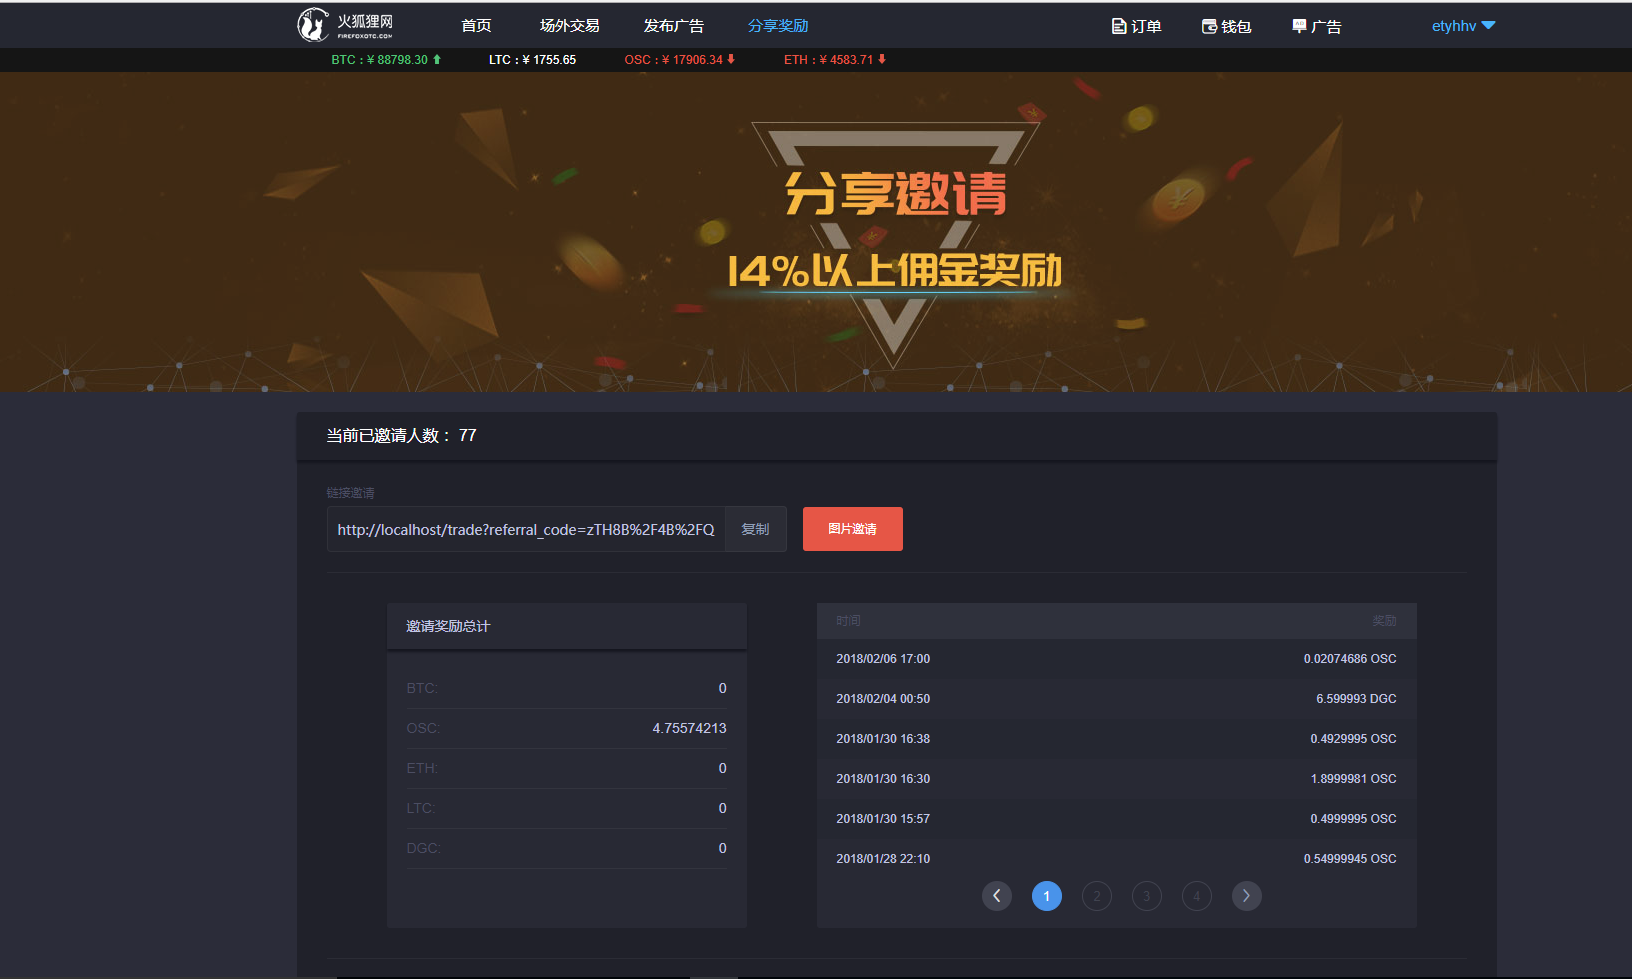 火狐狸网
FIREFOXOTC.COM
首页 场外交易 发布广告 分享奖励 订单 钱包 广告 etyhhv
BTC：¥ 88798.30 LTC：¥ 1755.65 OSC：¥ 17906.34 ETH：¥ 4583.71
分享邀请
14%以上佣金奖励
当前已邀请人数： 77
链接邀请
http://localhost/trade?referral_code=zTH8B%2F4B%2FQ 复制 图片邀请
邀请奖励总计
BTC: 0
OSC: 4.75574213
ETH: 0
LTC: 0
DGC: 0
时间 奖励
2018/02/06 17:00 0.02074686 OSC
2018/02/04 00:50 6.599993 DGC
2018/01/30 16:38 0.4929995 OSC
2018/01/30 16:30 1.8999981 OSC
2018/01/30 15:57 0.4999995 OSC
2018/01/28 22:10 0.54999945 OSC
1 2 3 4